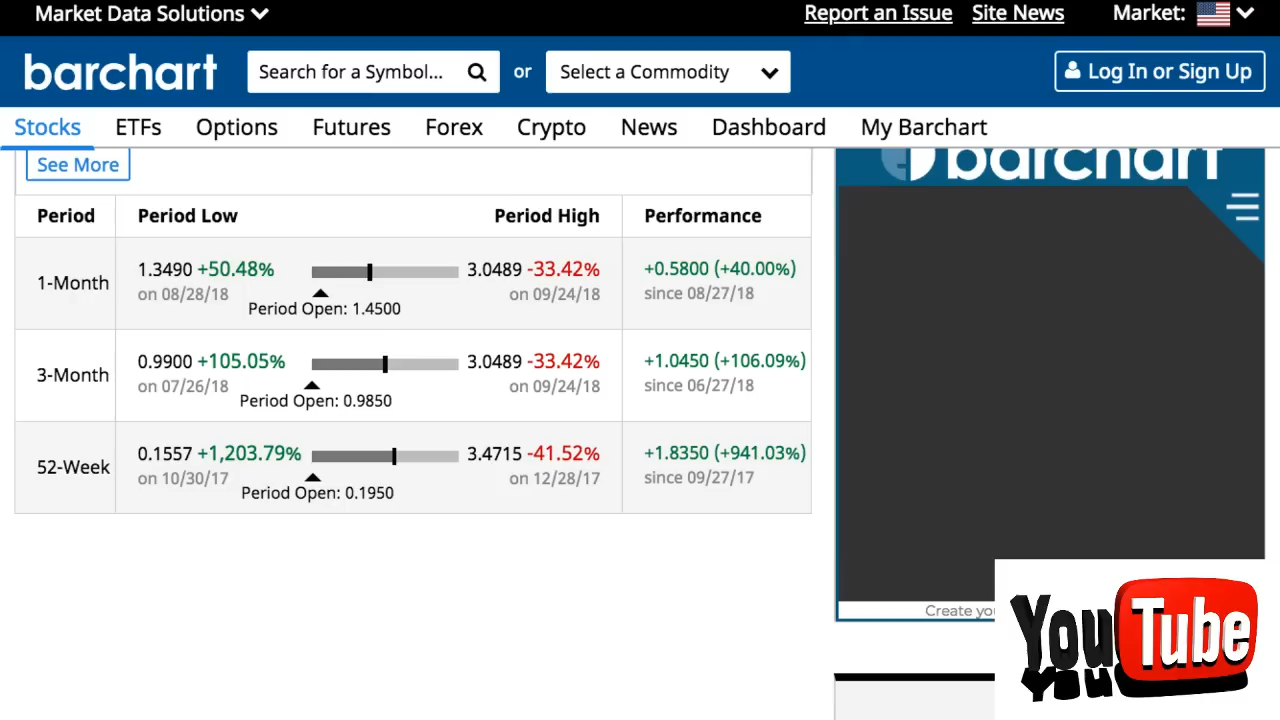 Market Data Solutions
Report an Issue Site News Market:
barchart Search for a Symbol... or Select a Commodity Log In or Sign Up
Stocks ETFs Options Futures Forex Crypto News Dashboard My Barchart
See More
barchart
Period Period Low Period High Performance
1-Month 1.3490 +50.48% 3.0489 -33.42% +0.5800 (+40.00%)
on 08/28/18 on 09/24/18 since 08/27/18
Period Open: 1.4500
3-Month 0.9900 +105.05% 3.0489 -33.42% +1.0450 (+106.09%)
on 07/26/18 on 09/24/18 since 06/27/18
Period Open: 0.9850
52-Week 0.1557 +1,203.79% 3.4715 -41.52% +1.8350 (+941.03%)
on 10/30/17 on 12/28/17 since 09/27/17
Period Open: 0.1950
Create
YouTube